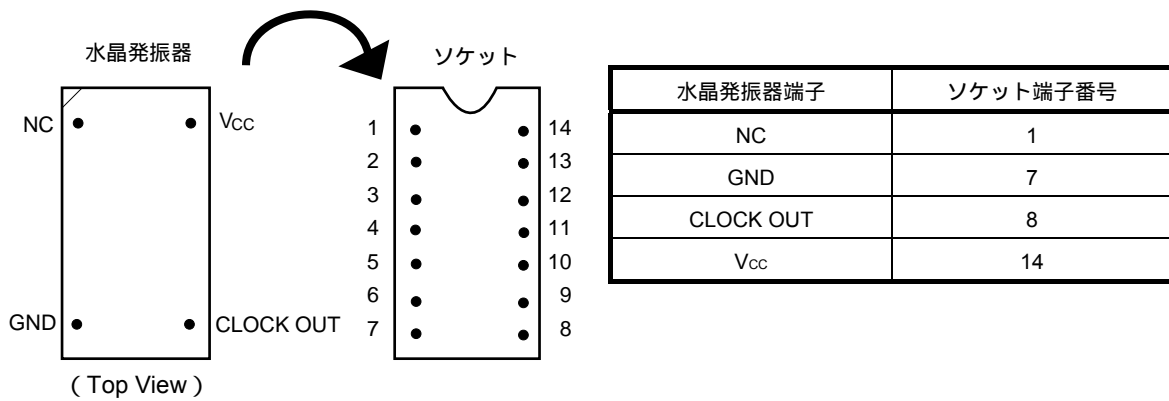 水晶発振器
NC
VCC
GND
CLOCK OUT
( Top View )
ソケット
1 14
2 13
3 12
4 11
5 10
6 9
7 8
水晶発振器端子 ソケット端子番号
NC 1
GND 7
CLOCK OUT 8
VCC 14